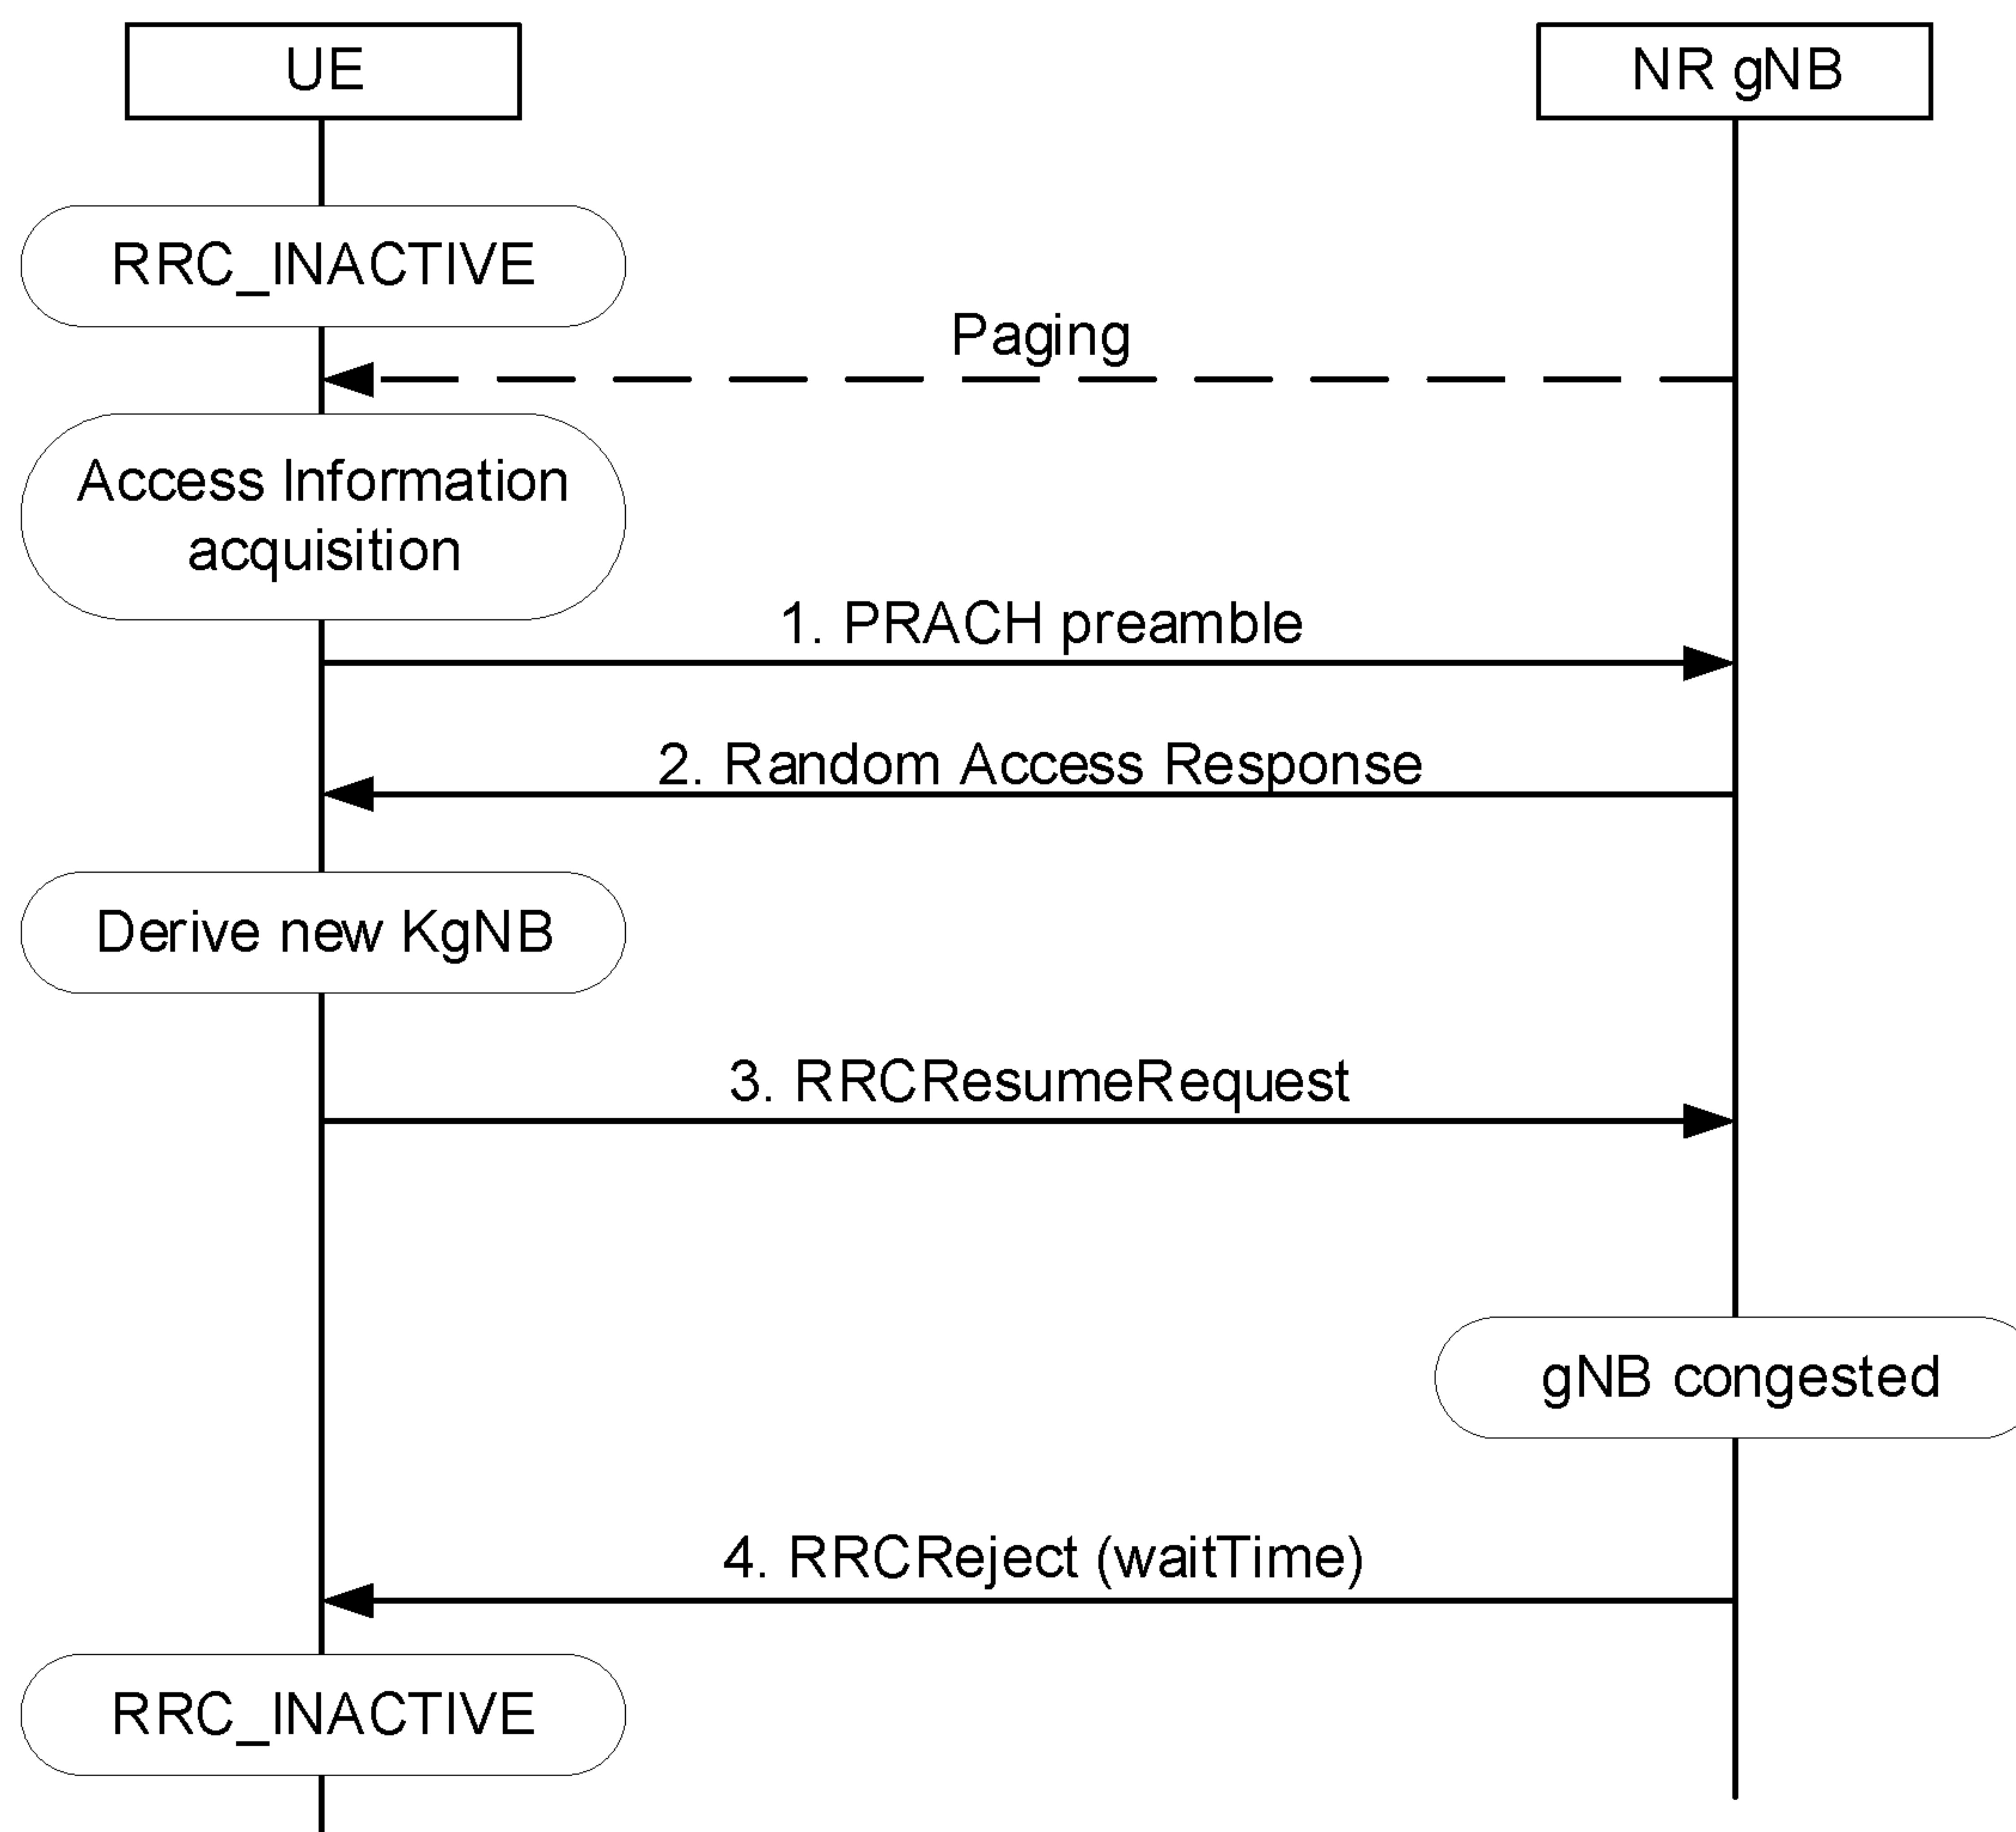 UE
NR gNB
RRC_INACTIVE
Paging
Access Information
acquisition
1. PRACH preamble
2. Random Access Response
Derive new KgNB
3. RRCResumeRequest
gNB congested
4. RRCReject (waitTime)
RRC_INACTIVE